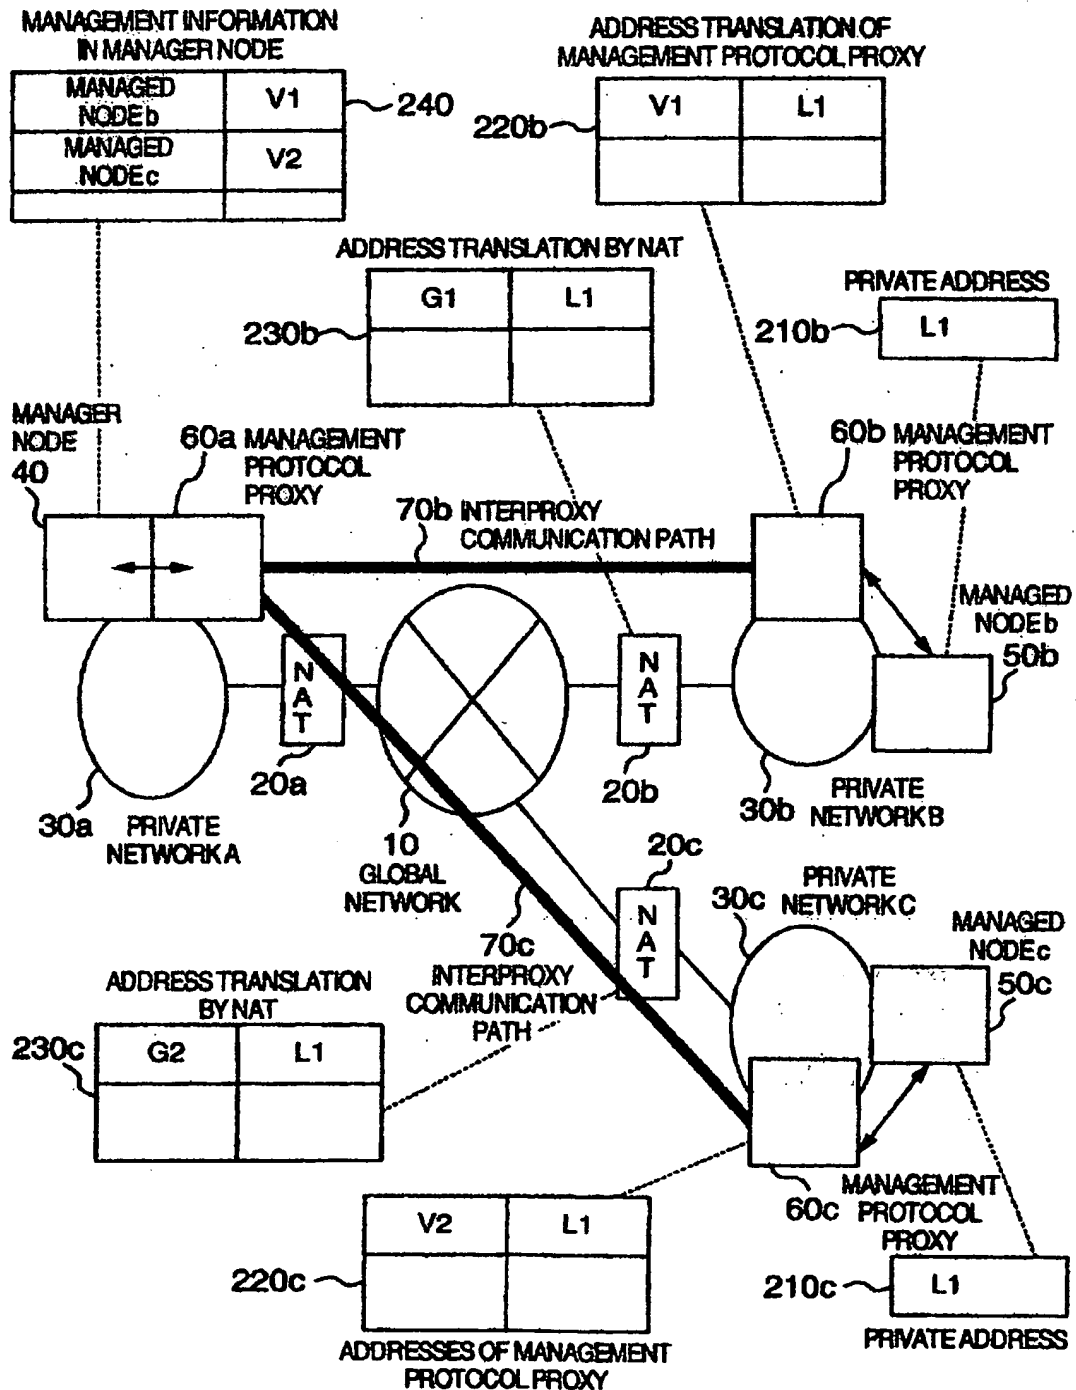 MANAGEMENT INFORMATION
IN MANAGER NODE
MANAGED
NODE b
V1
240
MANAGED
NODE c
V2
ADDRESS TRANSLATION OF
MANAGEMENT PROTOCOL PROXY
220b
V1
L1
ADDRESS TRANSLATION BY NAT
230b
G1
L1
PRIVATE ADDRESS
210b
L1
MANAGER
NODE
40
60a MANAGEMENT
PROTOCOL
PROXY
60b MANAGEMENT
PROTOCOL
PROXY
70b INTERPROXY
COMMUNICATION PATH
MANAGED
NODE b
50b
NAT
20a
NAT
20b
30a
PRIVATE
NETWORK A
10
GLOBAL
NETWORK
30b
PRIVATE
NETWORK B
20c
NAT
30c
PRIVATE
NETWORK C
MANAGED
NODE c
50c
70c
INTERPROXY
COMMUNICATION
PATH
ADDRESS TRANSLATION
BY NAT
230c
G2
L1
60c
MANAGEMENT
PROTOCOL
PROXY
220c
V2
L1
ADDRESSES OF MANAGEMENT
PROTOCOL PROXY
210c
L1
PRIVATE ADDRESS